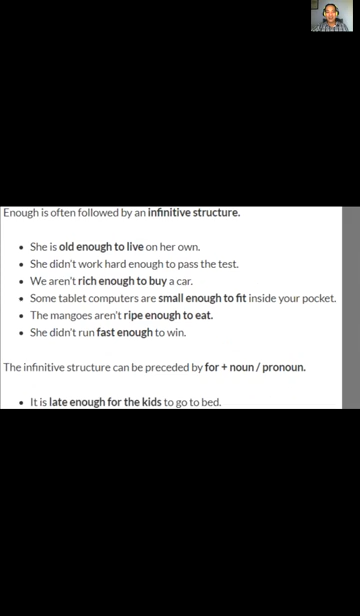 Enough is often followed by an infinitive structure.
She is old enough to live on her own.
She didn't work hard enough to pass the test.
We aren't rich enough to buy a car.
Some tablet computers are small enough to fit inside your pocket.
The mangoes aren't ripe enough to eat.
She didn't run fast enough to win.
The infinitive structure can be preceded by for + noun / pronoun.
It is late enough for the kids to go to bed.